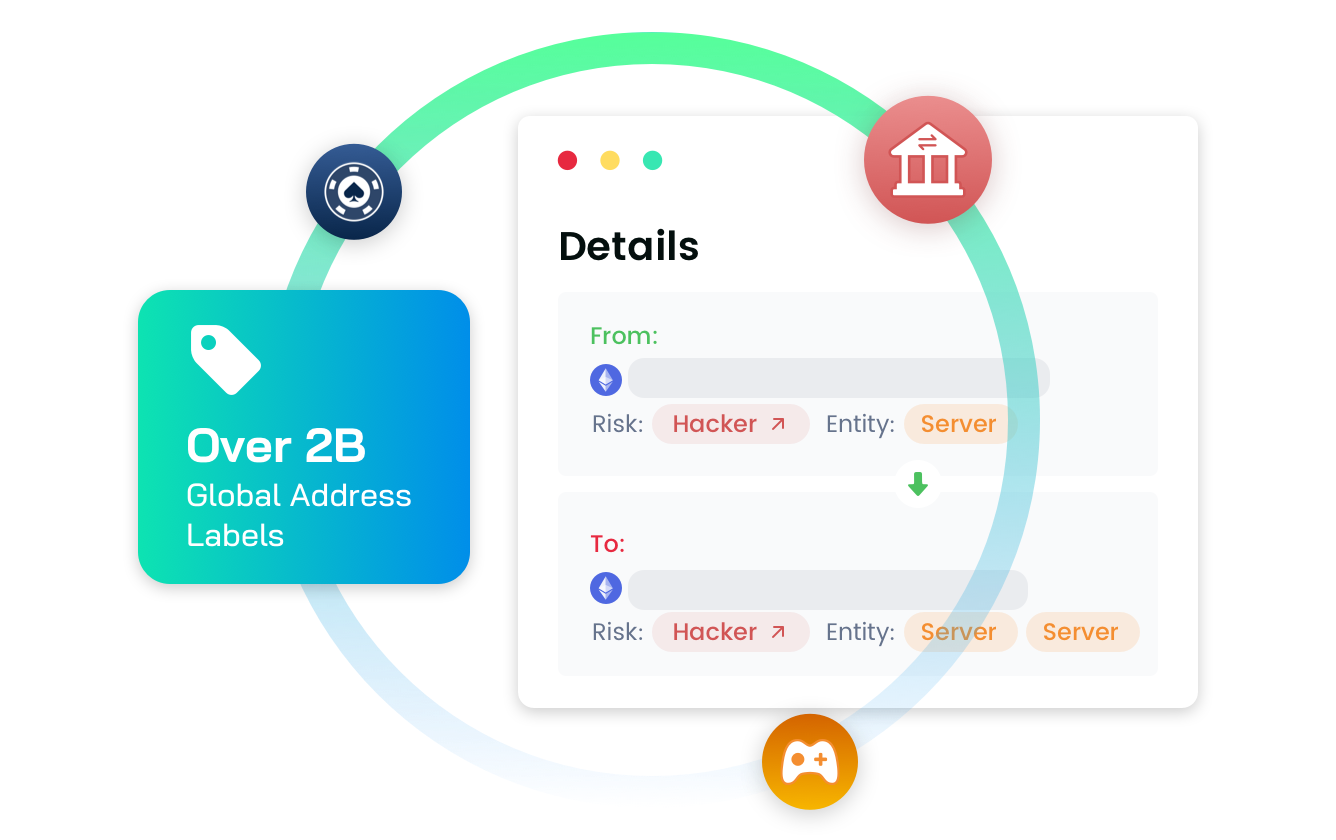 Details
From:
Risk: Hacker Entity: Server
To:
Risk: Hacker Entity: Server Server
Over 2B
Global Address
Labels